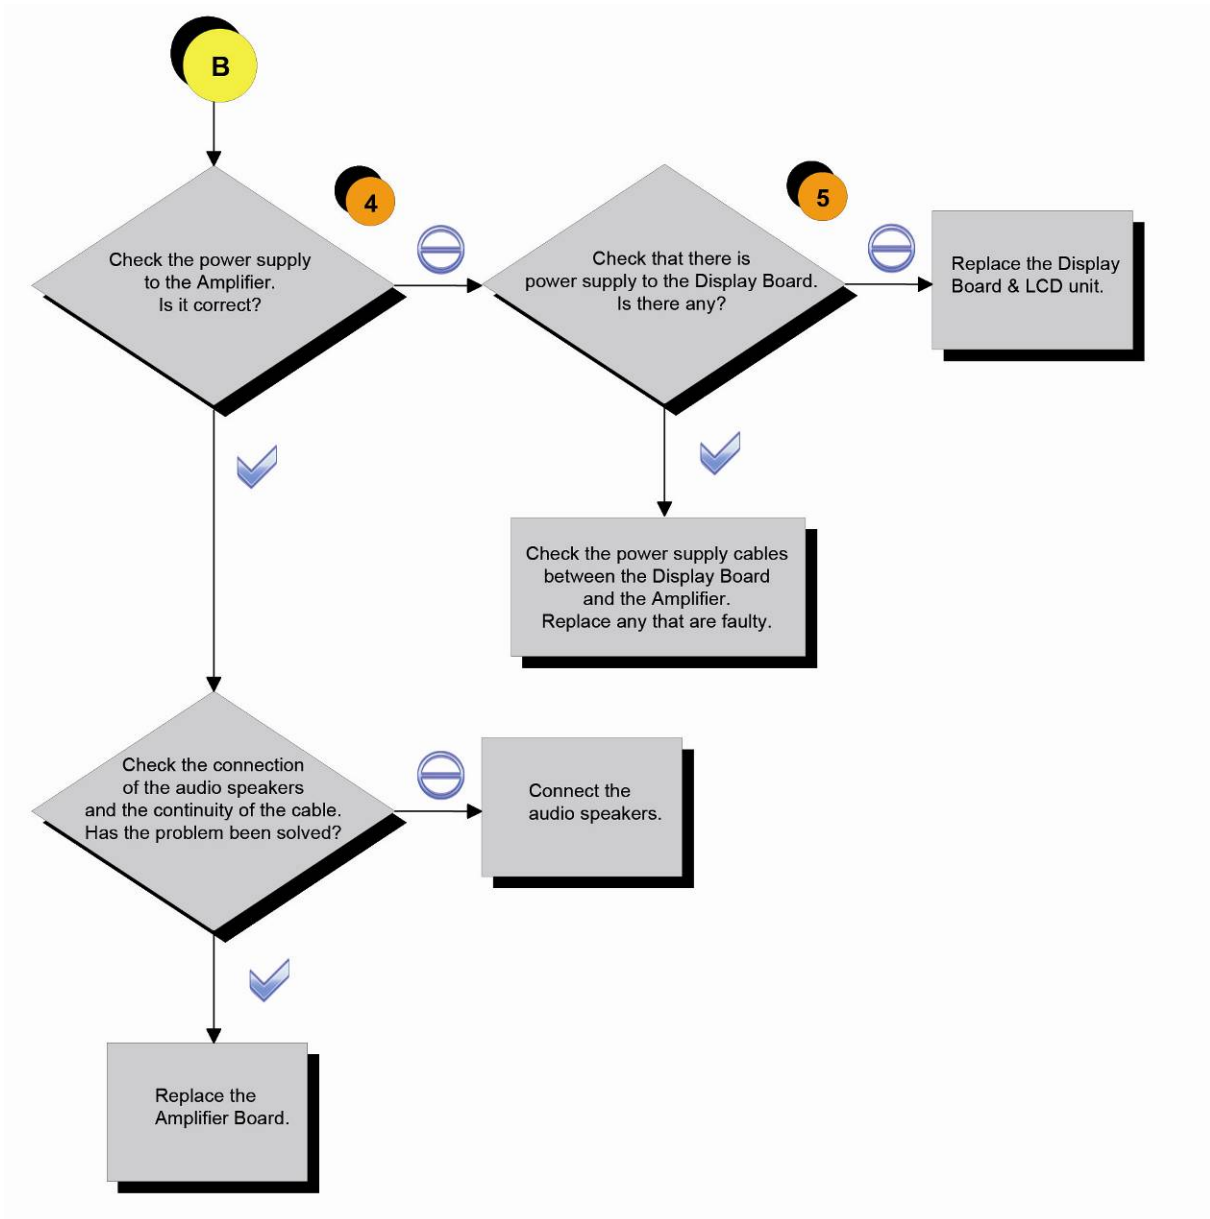 B
4
5
Check the power supply
to the Amplifier.
Is it correct?
Check that there is
power supply to the Display Board.
Is there any?
Replace the Display
Board & LCD unit.
Check the power supply cables
between the Display Board
and the Amplifier.
Replace any that are faulty.
Check the connection
of the audio speakers
and the continuity of the cable.
Has the problem been solved?
Connect the
audio speakers.
Replace the
Amplifier Board.